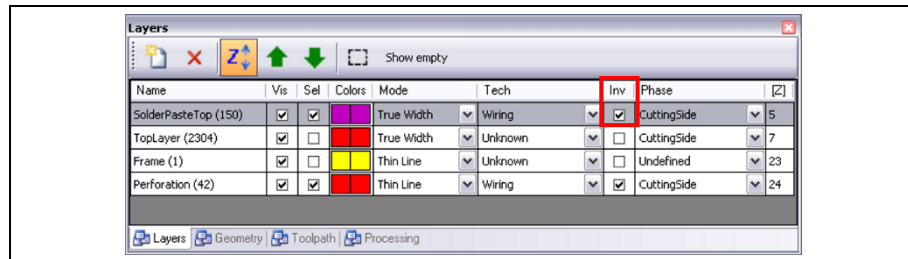 Layers
Z Show empty
Name Vis Sel Colors Mode Tech Inv Phase [Z]
SolderPasteTop (150) True Width Wiring CuttingSide 5
TopLayer (2304) True Width Unknown CuttingSide 7
Frame (1) Thin Line Unknown Undefined 23
Perforation (42) Thin Line Wiring CuttingSide 24
Layers Geometry Toolpath Processing